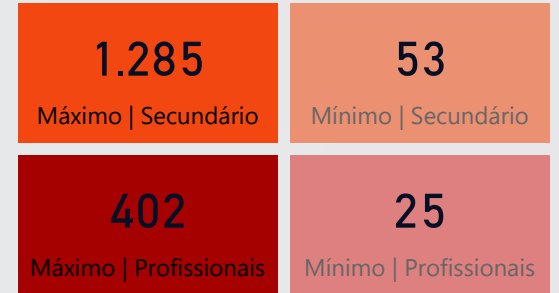 1.285
Máximo | Secundário
53
Mínimo | Secundário
402
Máximo | Profissionais
25
Mínimo | Profissionais